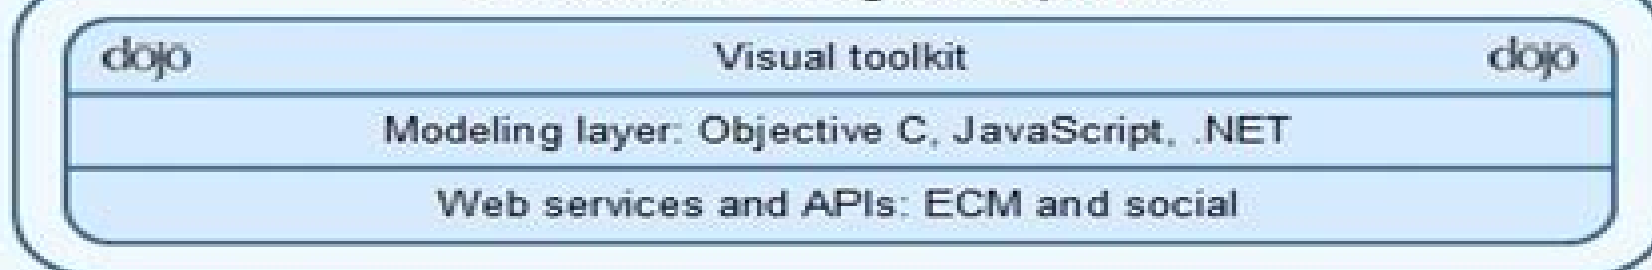 dojo Visual toolkit dojo
Modeling layer: Objective C, JavaScript, .NET
Web services and APIs: ECM and social